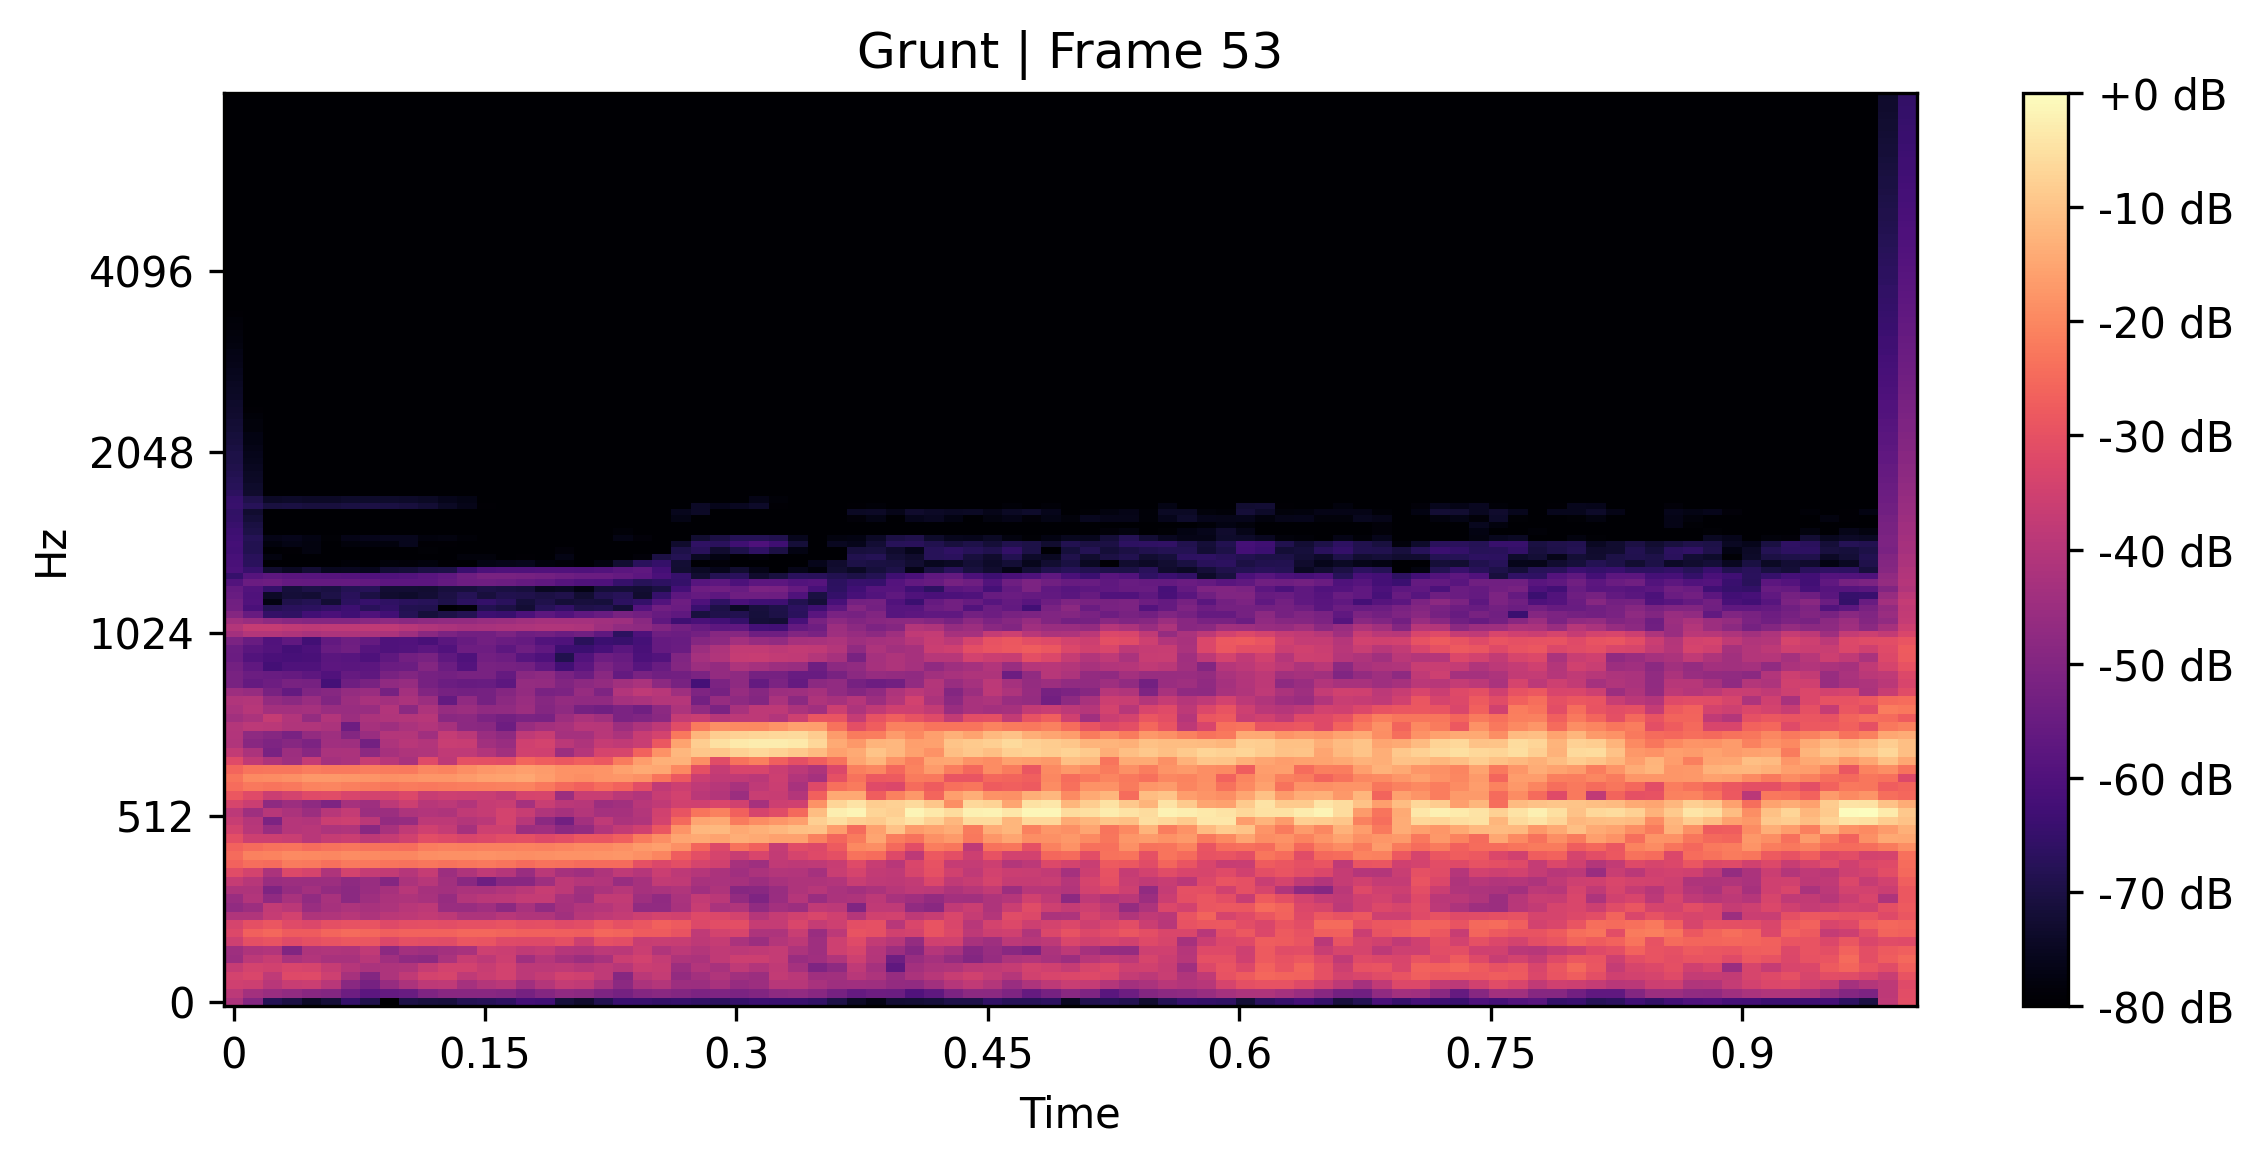 Grunt | Frame 53
Hz
4096
2048
1024
512
0
0
0.15
0.3
0.45
0.6
0.75
0.9
Time
+0 dB
-10 dB
-20 dB
-30 dB
-40 dB
-50 dB
-60 dB
-70 dB
-80 dB